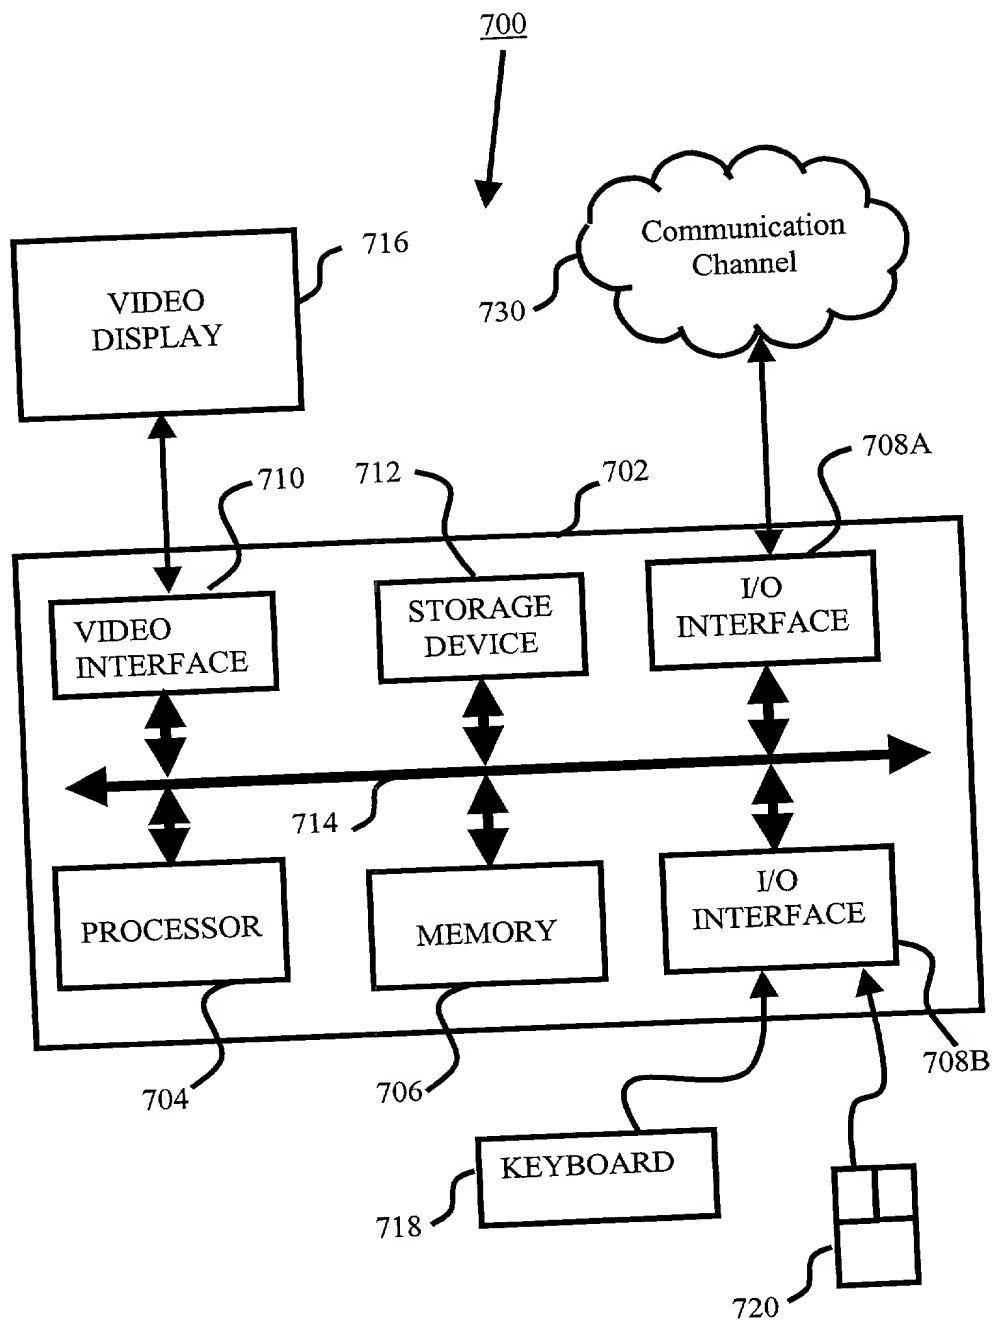 700
716
VIDEO
DISPLAY
Communication
Channel
730
710
712
702
708A
VIDEO
INTERFACE
STORAGE
DEVICE
I/O
INTERFACE
714
PROCESSOR
MEMORY
I/O
INTERFACE
704
706
708B
KEYBOARD
718
720